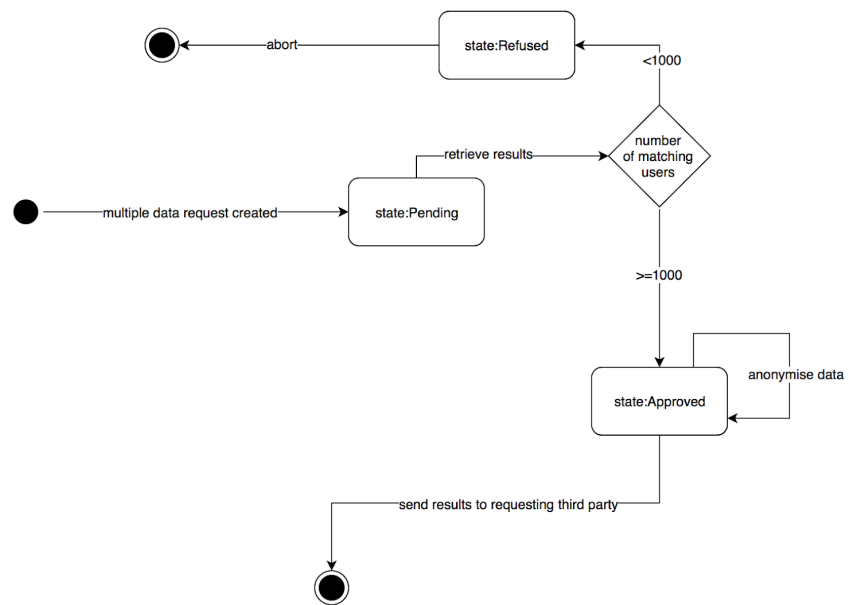 abort
state:Refused
<1000
number
of matching
users
retrieve results
multiple data request created
state:Pending
>=1000
anonymise data
state:Approved
send results to requesting third party